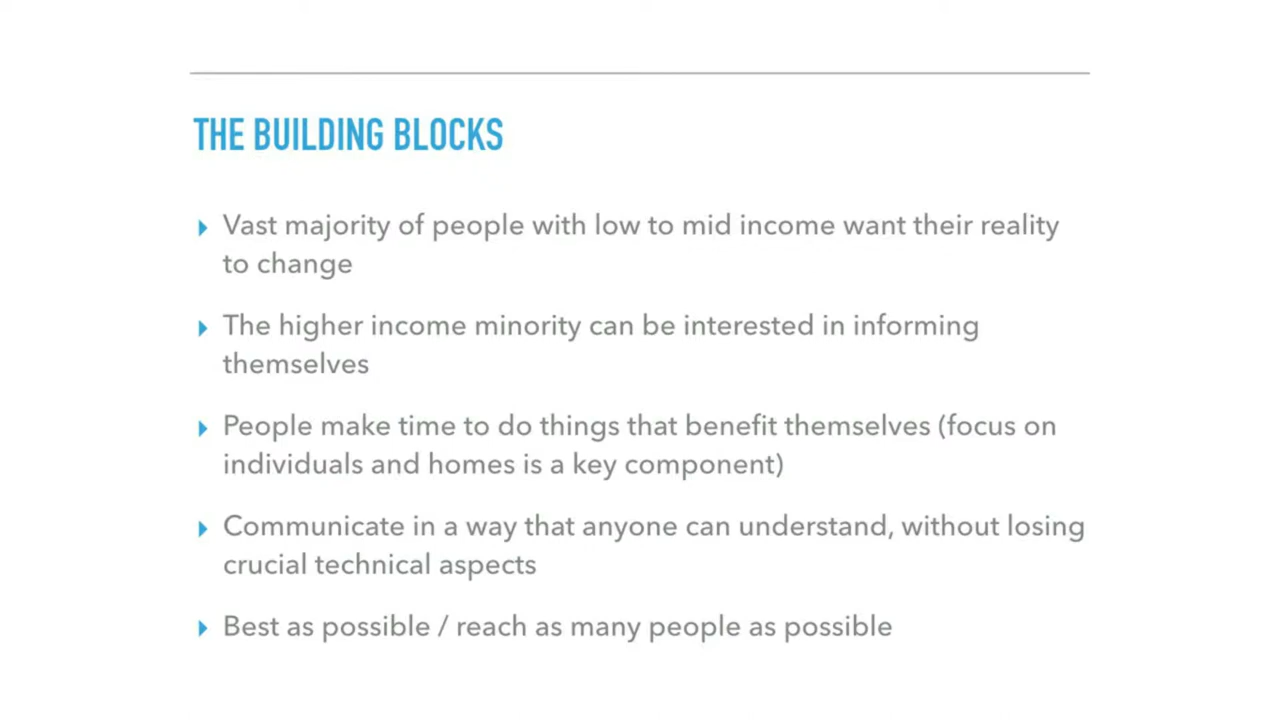 THE BUILDING BLOCKS
Vast majority of people with low to mid income want their reality
to change
The higher income minority can be interested in informing
themselves
People make time to do things that benefit themselves (focus on
individuals and homes is a key component)
Communicate in a way that anyone can understand, without losing
crucial technical aspects
Best as possible / reach as many people as possible